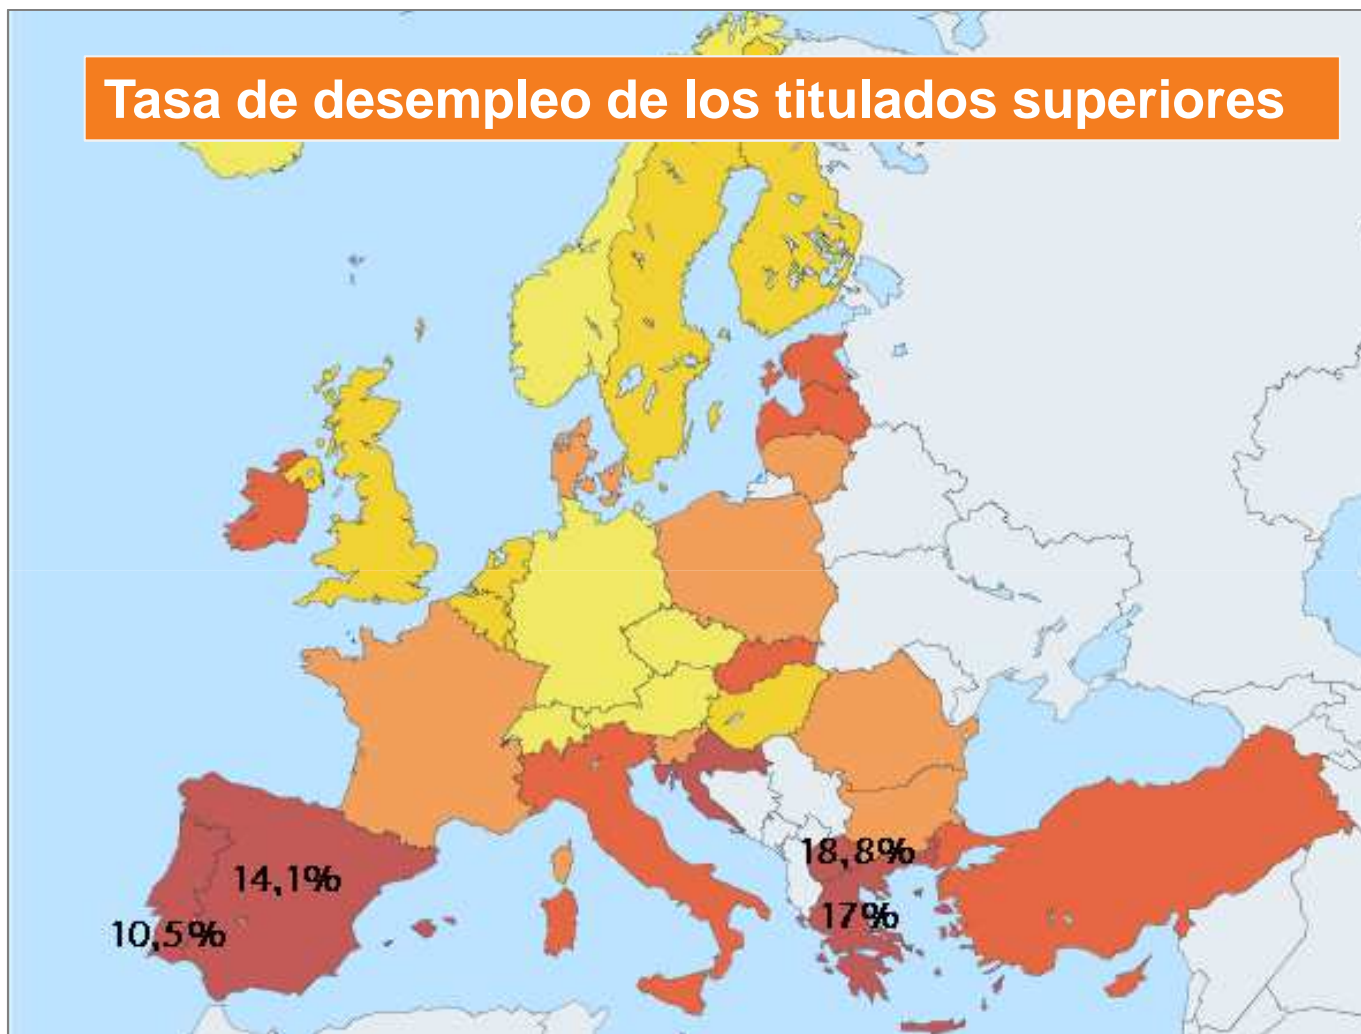 Tasa de desempleo de los titulados superiores
18,8%
14,1%
17%
10,5%